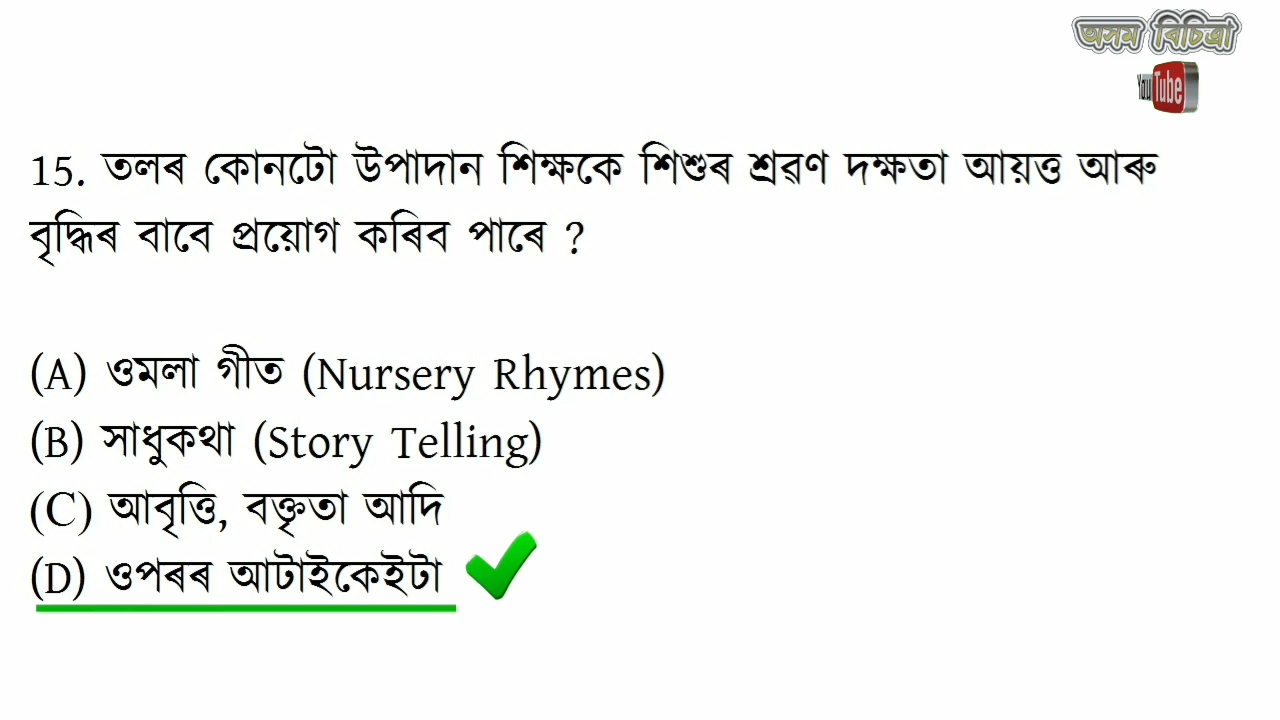 অসম বিচিত্ৰা
YouTube
15. তলৰ কোনটো উপাদান শিক্ষকে শিশুৰ শ্ৰৱণ দক্ষতা আয়ত্ত আৰু
বৃদ্ধিৰ বাবে প্ৰয়োগ কৰিব পাৰে ?
(A) ওমলা গীত (Nursery Rhymes)
(B) সাধুকথা (Story Telling)
(C) আবৃত্তি, বক্তৃতা আদি
(D) ওপৰৰ আটাইকেইটা